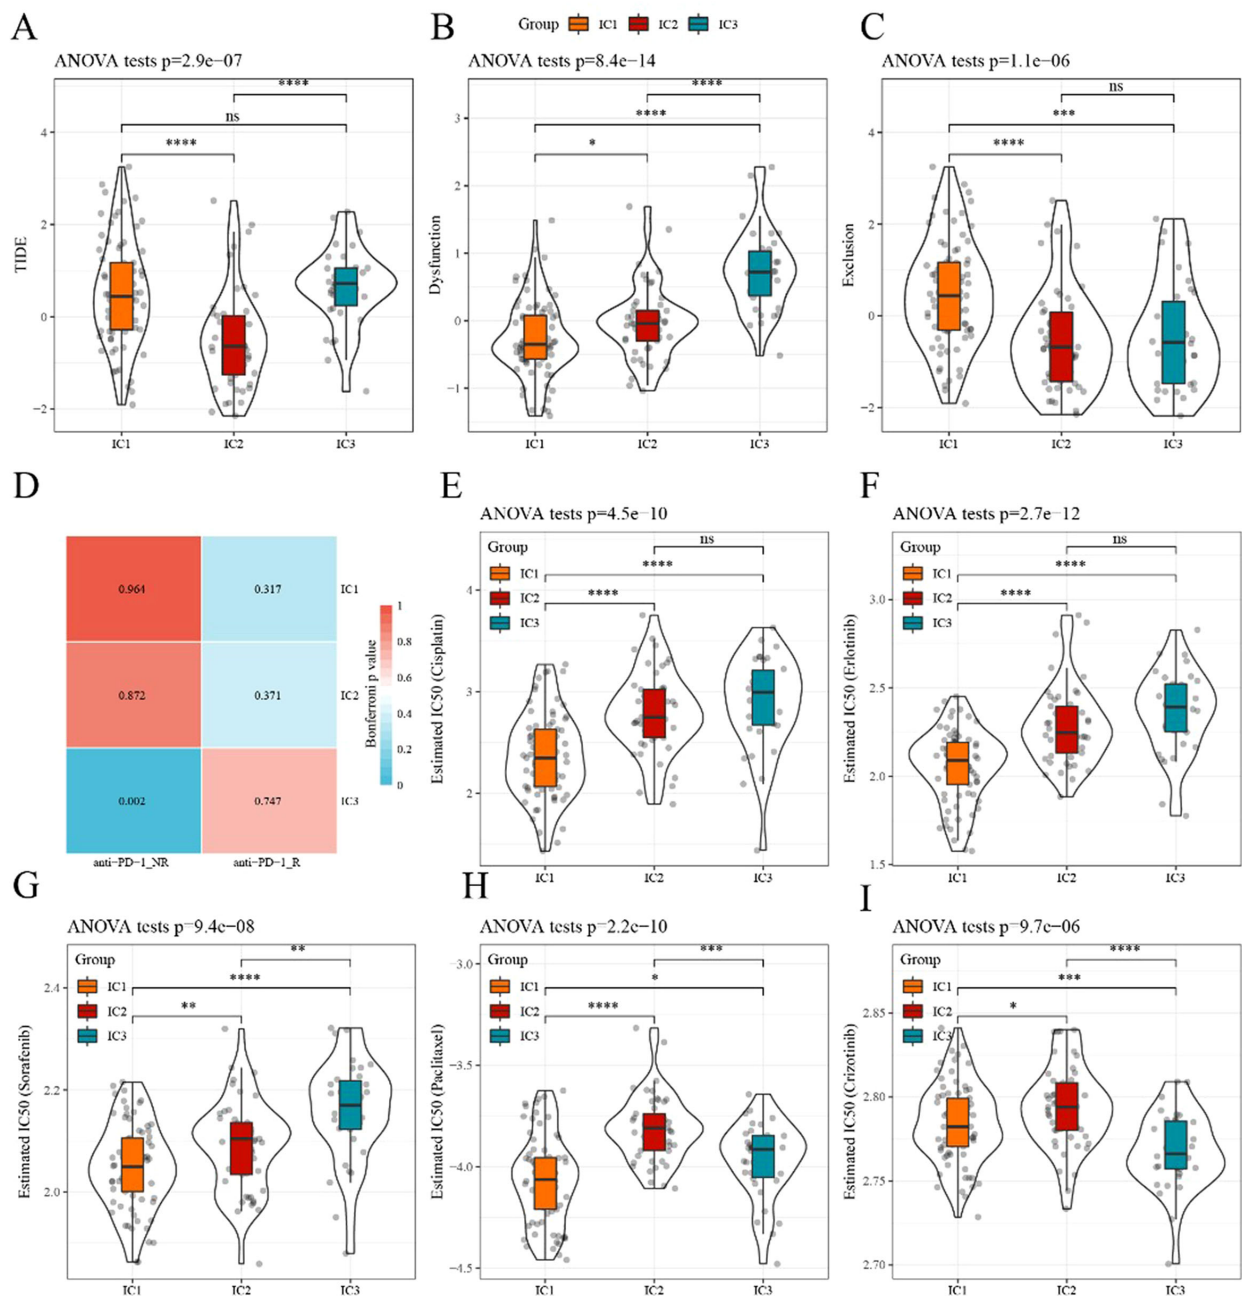 A
B
Group IC1 IC2 IC3
C
ANOVA tests p=2.9e−07
ANOVA tests p=8.4e−14
ANOVA tests p=1.1e−06
****
ns
****
TIDE
4
2
0
−2
IC1 IC2 IC3
****
****
*
Dysfunction
3
2
1
0
−1
IC1 IC2 IC3
ns
***
****
Exclusion
4
2
0
−2
IC1 IC2 IC3
D
0.964 0.317 IC1
0.872 0.371 IC2
0.002 0.747 IC3
anti−PD−1_NR anti−PD−1_R
Bonferroni p value
1
0.8
0.6
0.4
0.2
0
E
ANOVA tests p=4.5e−10
Group
IC1
IC2
IC3
ns
****
****
Estimated IC50 (Cisplatin)
4
3
2
IC1 IC2 IC3
F
ANOVA tests p=2.7e−12
Group
IC1
IC2
IC3
ns
****
****
Estimated IC50 (Erlotinib)
3.0
2.5
2.0
1.5
IC1 IC2 IC3
G
ANOVA tests p=9.4e−08
Group
IC1
IC2
IC3
**
****
**
Estimated IC50 (Sorafenib)
2.4
2.2
2.0
IC1 IC2 IC3
H
ANOVA tests p=2.2e−10
Group
IC1
IC2
IC3
***
*
****
Estimated IC50 (Paclitaxel)
−3.0
−3.5
−4.0
−4.5
IC1 IC2 IC3
I
ANOVA tests p=9.7e−06
Group
IC1
IC2
IC3
****
***
*
Estimated IC50 (Crizotinib)
2.85
2.80
2.75
2.70
IC1 IC2 IC3